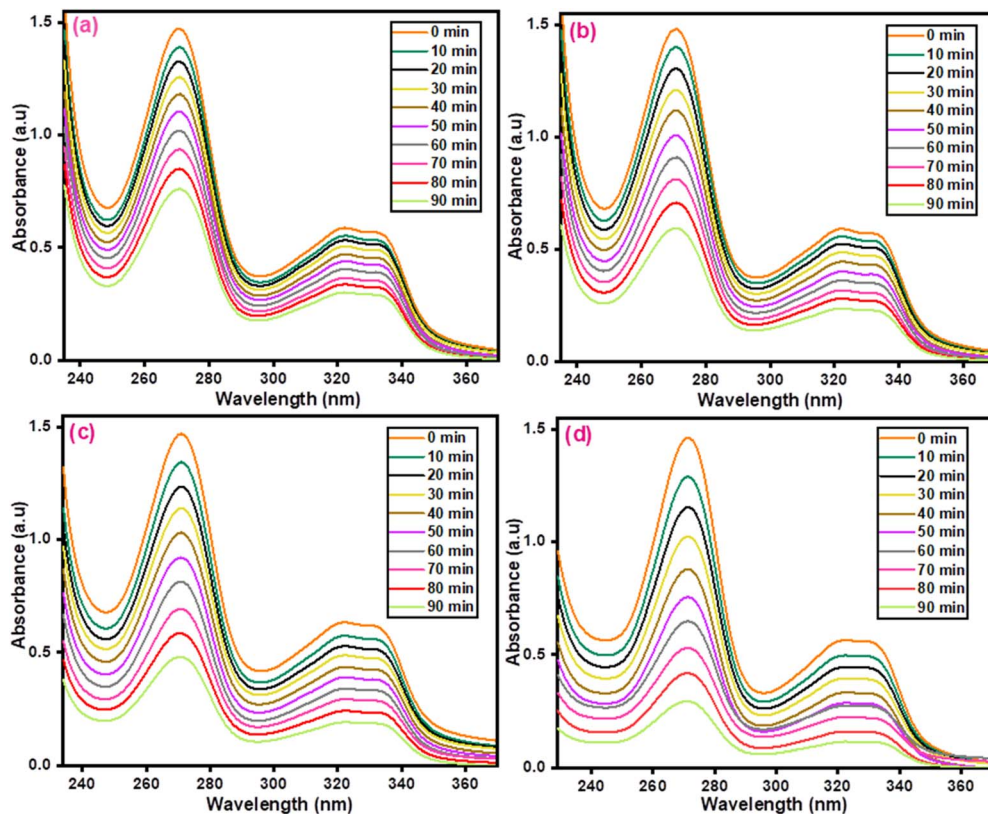 (a)
0 min
10 min
20 min
30 min
40 min
50 min
60 min
70 min
80 min
90 min
1.5
1.0
0.5
0.0
Absorbance (a.u)
240 260 280 300 320 340 360
Wavelength (nm)
(b)
0 min
10 min
20 min
30 min
40 min
50 min
60 min
70 min
80 min
90 min
1.5
1.0
0.5
0.0
Absorbance (a.u)
240 260 280 300 320 340 360
Wavelength (nm)
(c)
0 min
10 min
20 min
30 min
40 min
50 min
60 min
70 min
80 min
90 min
1.5
1.0
0.5
0.0
Absorbance (a.u)
240 260 280 300 320 340 360
Wavelength (nm)
(d)
0 min
10 min
20 min
30 min
40 min
50 min
60 min
70 min
80 min
90 min
1.5
1.0
0.5
0.0
Absorbance (a.u)
240 260 280 300 320 340 360
Wavelength (nm)